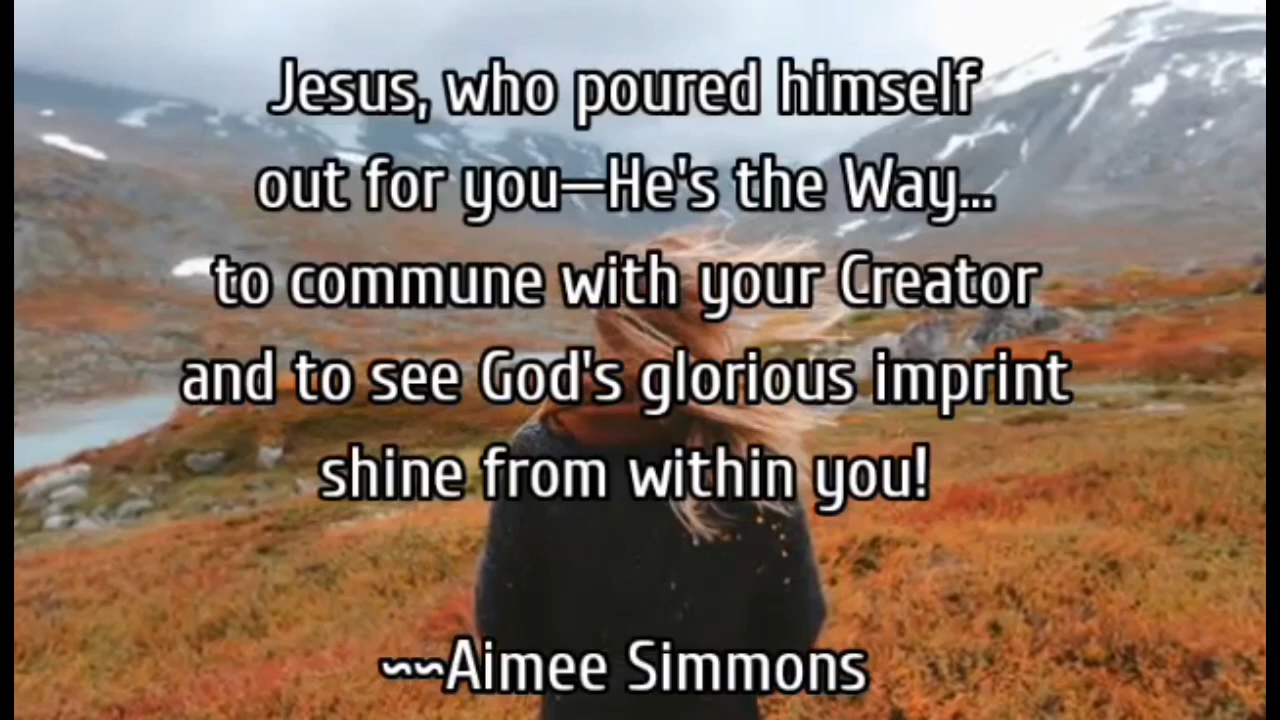 Jesus, who poured himself
out for you—He's the Way...
to commune with your Creator
and to see God's glorious imprint
shine from within you!
~~Aimee Simmons